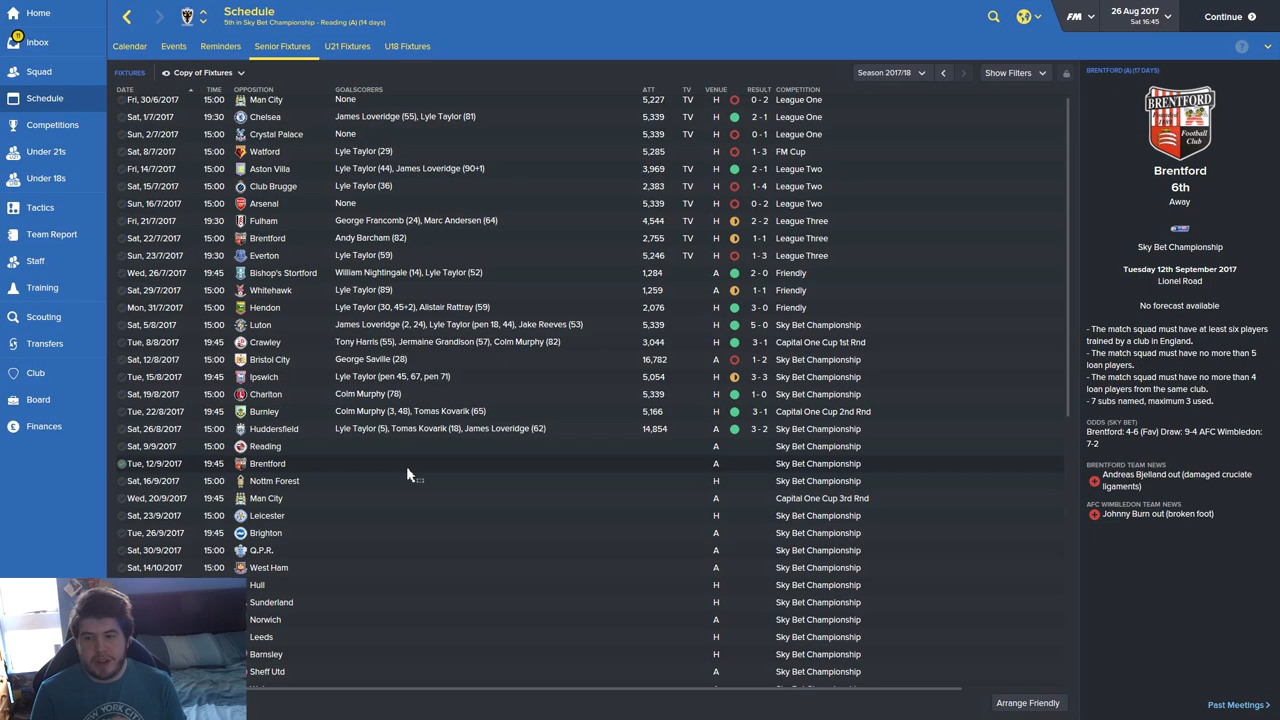 Home
11
Inbox
Squad
Schedule
Competitions
Under 21s
Under 18s
Tactics
Team Report
Staff
Training
Scouting
Transfers
Club
Board
Finances
Schedule
5th in Sky Bet Championship - Reading (A) (14 days)
FM
26 Aug 2017
Sat 16:45
Continue
Calendar Events Reminders Senior Fixtures U21 Fixtures U18 Fixtures
?
FIXTURES Copy of Fixtures Season 2017/18 Show Filters
DATE TIME OPPOSITION GOALSCORERS ATT TV VENUE RESULT COMPETITION
Fri, 30/6/2017 15:00 Man City None 5,227 TV H 0 - 2 League One
Sat, 1/7/2017 19:30 Chelsea James Loveridge (55), Lyle Taylor (81) 5,339 TV H 2 - 1 League One
Sun, 2/7/2017 15:00 Crystal Palace None 5,339 TV H 0 - 1 League One
Sat, 8/7/2017 15:00 Watford Lyle Taylor (29) 5,285 H 1 - 3 FM Cup
Fri, 14/7/2017 15:00 Aston Villa Lyle Taylor (44), James Loveridge (90+1) 3,969 TV H 2 - 1 League Two
Sat, 15/7/2017 15:00 Club Brugge Lyle Taylor (36) 2,383 TV H 1 - 4 League Two
Sun, 16/7/2017 15:00 Arsenal None 5,339 TV H 0 - 2 League Two
Fri, 21/7/2017 19:30 Fulham George Francomb (24), Marc Andersen (64) 4,544 TV H 2 - 2 League Three
Sat, 22/7/2017 15:00 Brentford Andy Barcham (82) 2,755 TV H 1 - 1 League Three
Sun, 23/7/2017 15:00 Everton Lyle Taylor (59) 5,246 TV H 1 - 3 League Three
Wed, 26/7/2017 19:45 Bishop's Stortford William Nightingale (14), Lyle Taylor (52) 1,284 A 2 - 0 Friendly
Sat, 29/7/2017 15:00 Whitehawk Lyle Taylor (89) 1,259 A 1 - 1 Friendly
Mon, 31/7/2017 15:00 Hendon Lyle Taylor (30, 45+2), Alistair Rattray (59) 2,076 H 3 - 0 Friendly
Sat, 5/8/2017 15:00 Luton James Loveridge (2, 24), Lyle Taylor (pen 18, 44), Jake Reeves (53) 5,339 H 5 - 0 Sky Bet Championship
Tue, 8/8/2017 19:45 Crawley Tony Harris (55), Jermaine Grandison (57), Colm Murphy (82) 3,044 H 3 - 1 Capital One Cup 1st Rnd
Sat, 12/8/2017 15:00 Bristol City George Saville (28) 16,782 A 1 - 2 Sky Bet Championship
Tue, 15/8/2017 19:45 Ipswich Lyle Taylor (pen 45, 67, pen 71) 5,054 H 3 - 3 Sky Bet Championship
Sat, 19/8/2017 15:00 Charlton Colm Murphy (78) 5,339 H 1 - 0 Sky Bet Championship
Tue, 22/8/2017 19:45 Burnley Colm Murphy (3, 48), Tomas Kovarik (65) 5,166 H 3 - 1 Capital One Cup 2nd Rnd
Sat, 26/8/2017 15:00 Huddersfield Lyle Taylor (5), Tomas Kovarik (18), James Loveridge (62) 14,854 A 3 - 2 Sky Bet Championship
Sat, 9/9/2017 15:00 Reading A Sky Bet Championship
Tue, 12/9/2017 19:45 Brentford A Sky Bet Championship
Sat, 16/9/2017 15:00 Nottm Forest H Sky Bet Championship
Wed, 20/9/2017 19:45 Man City A Capital One Cup 3rd Rnd
Sat, 23/9/2017 15:00 Leicester H Sky Bet Championship
Tue, 26/9/2017 19:45 Brighton A Sky Bet Championship
Sat, 30/9/2017 15:00 Q.P.R. A Sky Bet Championship
Sat, 14/10/2017 15:00 West Ham A Sky Bet Championship
Hull H Sky Bet Championship
Sunderland H Sky Bet Championship
Norwich A Sky Bet Championship
Leeds H Sky Bet Championship
Barnsley H Sky Bet Championship
Sheff Utd A Sky Bet Championship
Arrange Friendly
BRENTFORD (A) (17 DAYS)
BRENTFORD
Football
Club
Brentford
6th
Away
Sky Bet Championship
Tuesday 12th September 2017
Lionel Road
No forecast available
- The match squad must have at least six players
trained by a club in England.
- The match squad must have no more than 5
loan players.
- The match squad must have no more than 4
loan players from the same club.
- 7 subs named, maximum 3 used.
ODDS (SKY BET)
Brentford: 4-6 (Fav) Draw: 9-4 AFC Wimbledon:
7-2
BRENTFORD TEAM NEWS
Andreas Bjelland out (damaged cruciate
ligaments)
AFC WIMBLEDON TEAM NEWS
Johnny Burn out (broken foot)
Past Meetings >
NEW YORK CITY